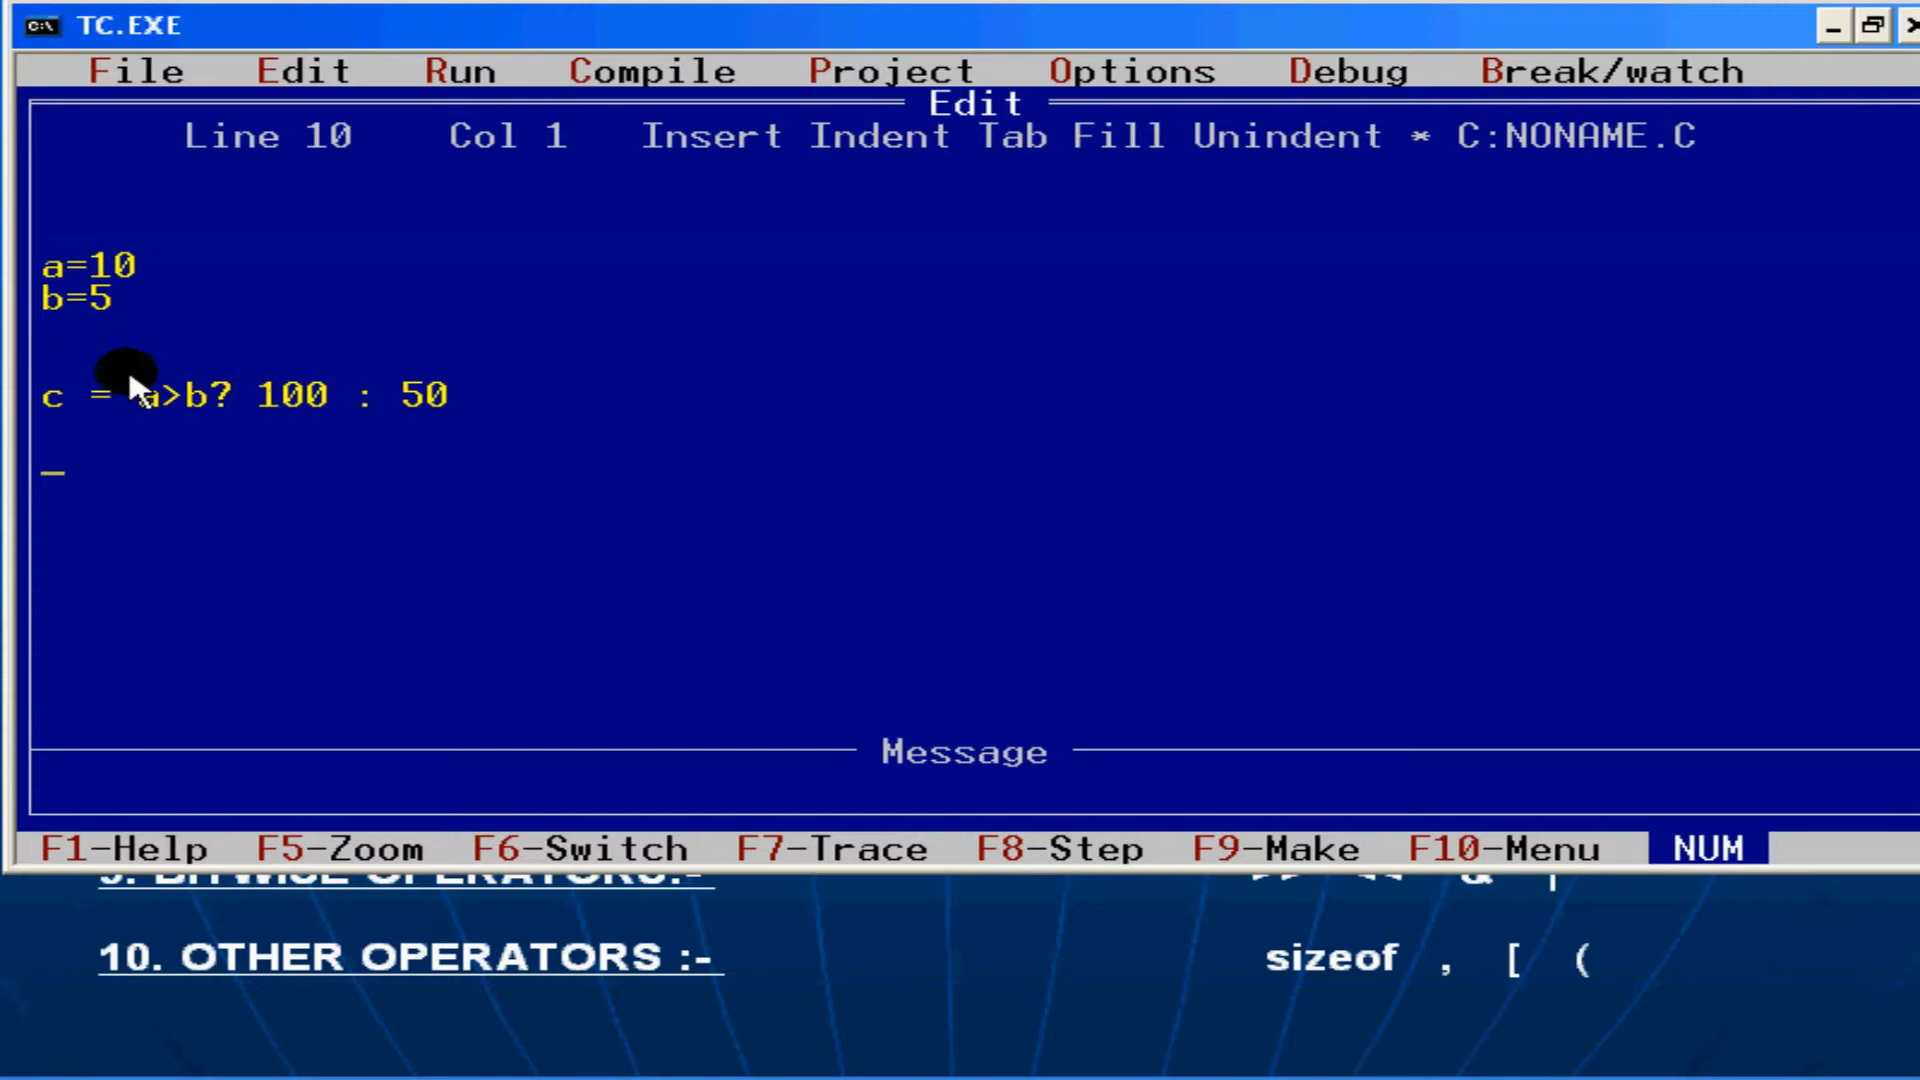 TC.EXE
File Edit Run Compile Project Options Debug Break/watch
Edit
Line 10 Col 1 Insert Indent Tab Fill Unindent * C:NONAME.C
a=10
b=5
c = a>b? 100 : 50
Message
F1-Help F5-Zoom F6-Switch F7-Trace F8-Step F9-Make F10-Menu NUM
BITWISE OPERATORS:-
10. OTHER OPERATORS :- sizeof , [ (